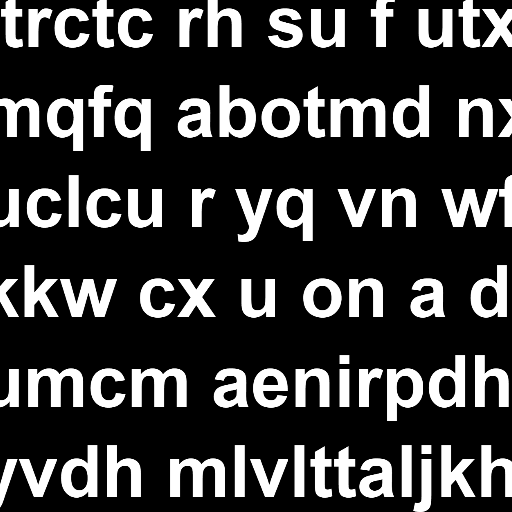 trctc rh su f utx
mqfq abotmd nx
uclcu r yq vn wf
kkw cx u on a d
umcm aenirpdh
yvdh mlvlttaljkh